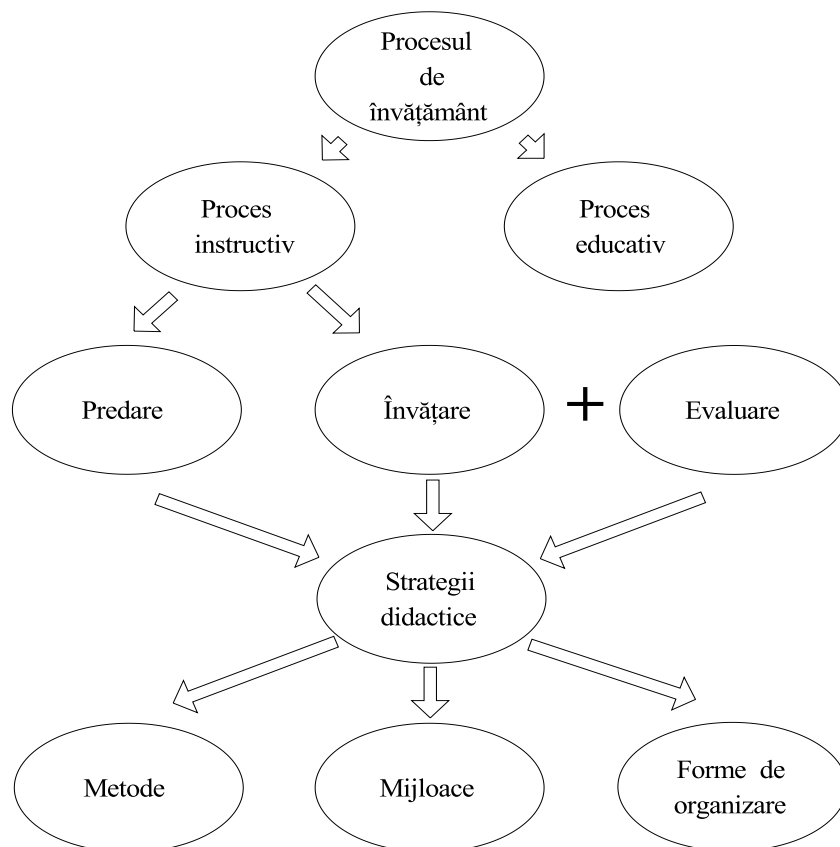 Procesul
de
învățământ
Proces
instructiv
Proces
educativ
Predare
Învățare
+
Evaluare
Strategii
didactice
Metode
Mijloace
Forme de
organizare